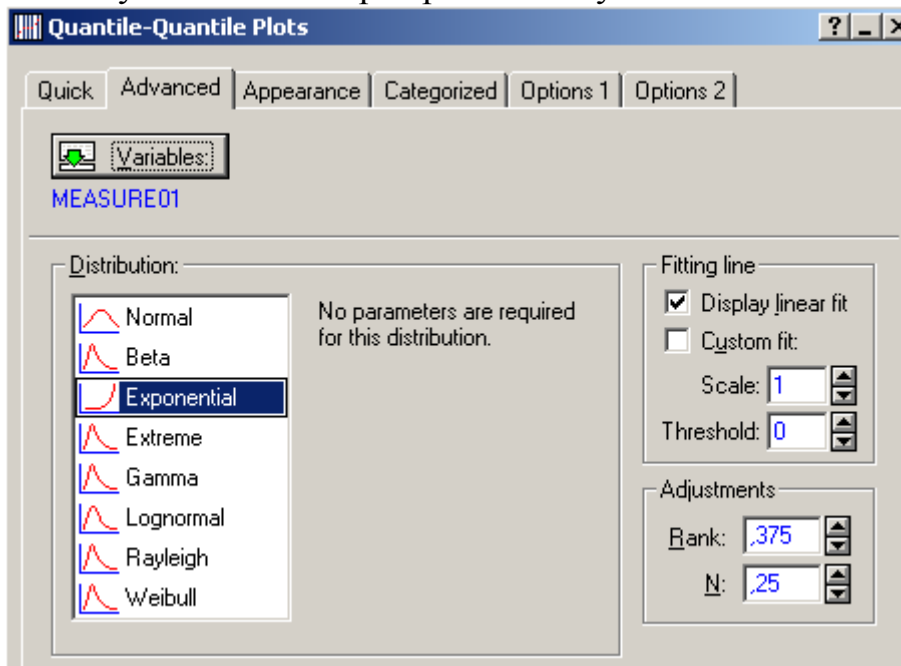 Quantile-Quantile Plots
Quick Advanced Appearance Categorized Options 1 Options 2
Variables:
MEASURE01
Distribution:
Normal
Beta
Exponential
Extreme
Gamma
Lognormal
Rayleigh
Weibull
No parameters are required
for this distribution.
Fitting line
Display linear fit
Custom fit:
Scale: 1
Threshold: 0
Adjustments
Rank: ,375
N: ,25